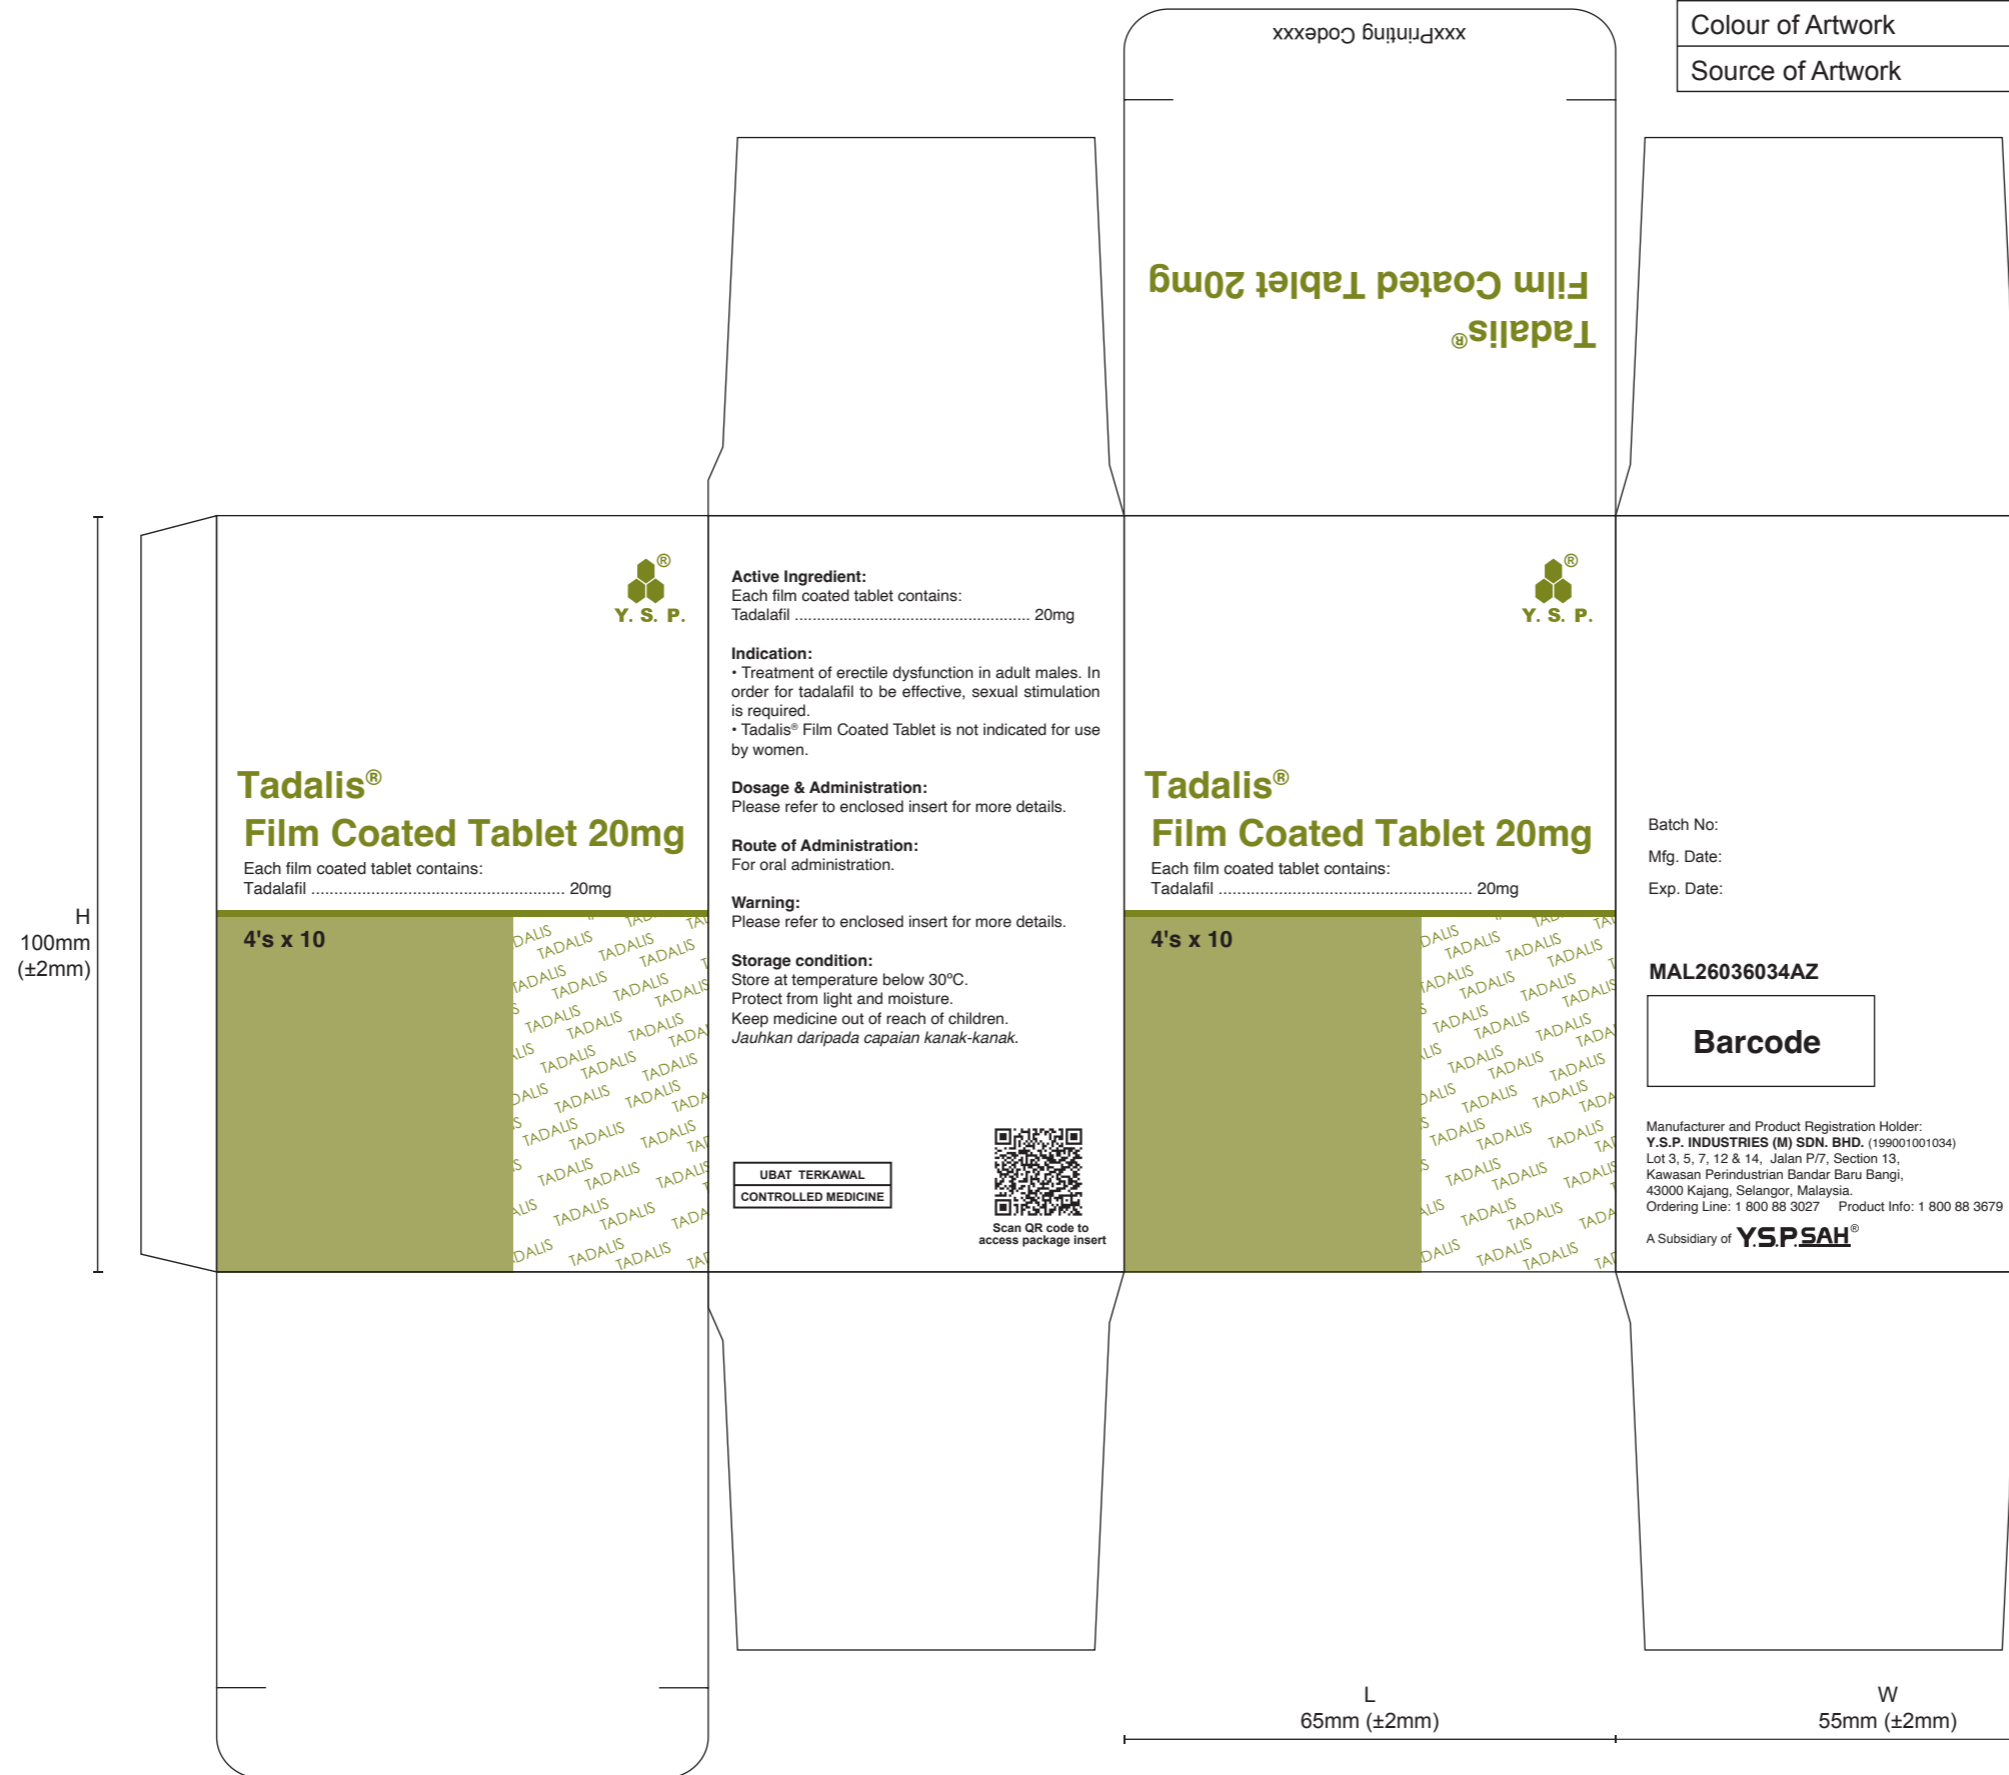 Colour of Artwork
Source of Artwork
xxxPrinting Codexxx
Tadalis®
Film Coated Tablet 20mg
H
100mm
(±2mm)
®
Y. S. P.
Tadalis®
Film Coated Tablet 20mg
Each film coated tablet contains:
Tadalafil ...................................................... 20mg
4's x 10
TADALIS
Active Ingredient:
Each film coated tablet contains:
Tadalafil ..................................................... 20mg
Indication:
• Treatment of erectile dysfunction in adult males. In
order for tadalafil to be effective, sexual stimulation
is required.
• Tadalis® Film Coated Tablet is not indicated for use
by women.
Dosage & Administration:
Please refer to enclosed insert for more details.
Route of Administration:
For oral administration.
Warning:
Please refer to enclosed insert for more details.
Storage condition:
Store at temperature below 30ºC.
Protect from light and moisture.
Keep medicine out of reach of children.
Jauhkan daripada capaian kanak-kanak.
UBAT TERKAWAL
CONTROLLED MEDICINE
Scan QR code to
access package insert
®
Y. S. P.
Tadalis®
Film Coated Tablet 20mg
Each film coated tablet contains:
Tadalafil ...................................................... 20mg
4's x 10
TADALIS
Batch No:
Mfg. Date:
Exp. Date:
MAL26036034AZ
Barcode
Manufacturer and Product Registration Holder:
Y.S.P. INDUSTRIES (M) SDN. BHD. (199001001034)
Lot 3, 5, 7, 12 & 14, Jalan P/7, Section 13,
Kawasan Perindustrian Bandar Baru Bangi,
43000 Kajang, Selangor, Malaysia.
Ordering Line: 1 800 88 3027 Product Info: 1 800 88 3679
A Subsidiary of Y.S.P.SAH®
L
65mm (±2mm)
W
55mm (±2mm)